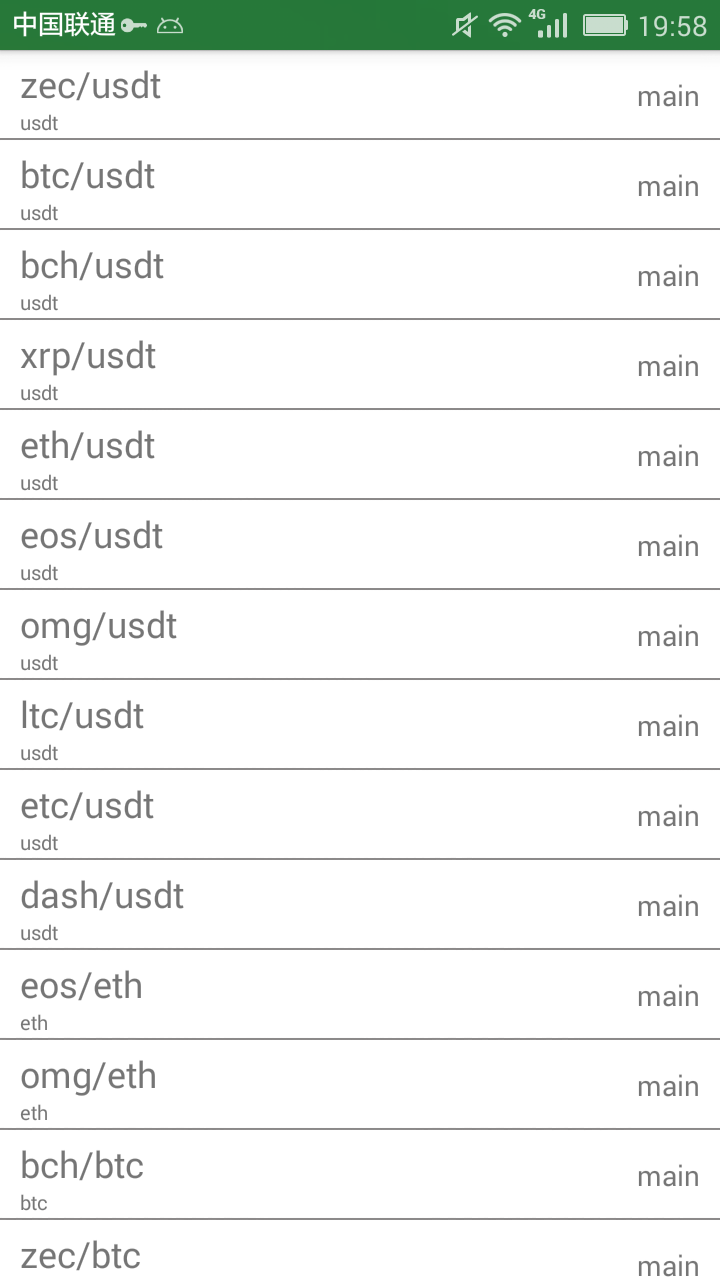 中国联通 4G 19:58
zec/usdt main
usdt
btc/usdt main
usdt
bch/usdt main
usdt
xrp/usdt main
usdt
eth/usdt main
usdt
eos/usdt main
usdt
omg/usdt main
usdt
ltc/usdt main
usdt
etc/usdt main
usdt
dash/usdt main
usdt
eos/eth main
eth
omg/eth main
eth
bch/btc main
btc
zec/btc main